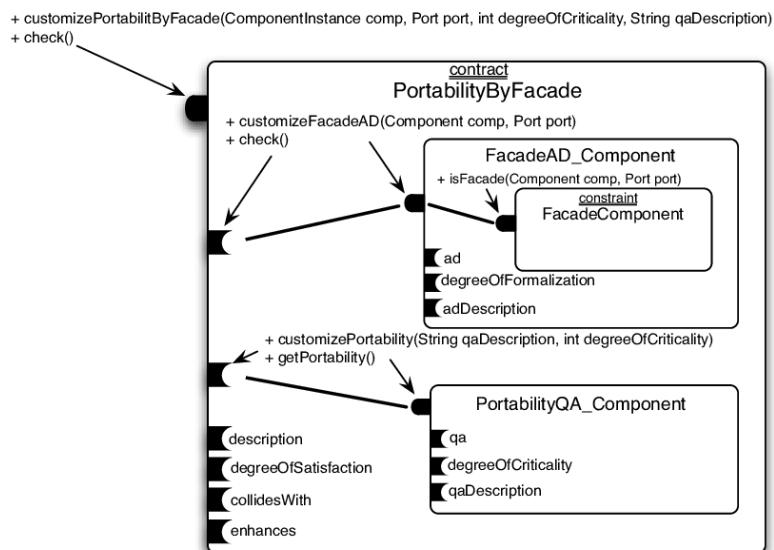 + customizePortabilitByFacade(ComponentInstance comp, Port port, int degreeOfCriticality, String qaDescription)
+ check()
contract
PortabilityByFacade
+ customizeFacadeAD(Component comp, Port port)
+ check()
FacadeAD_Component
+ isFacade(Component comp, Port port)
constraint
FacadeComponent
ad
degreeOfFormalization
adDescription
+ customizePortability(String qaDescription, int degreeOfCriticality)
+ getPortability()
PortabilityQA_Component
qa
degreeOfCriticality
qaDescription
description
degreeOfSatisfaction
collidesWith
enhances